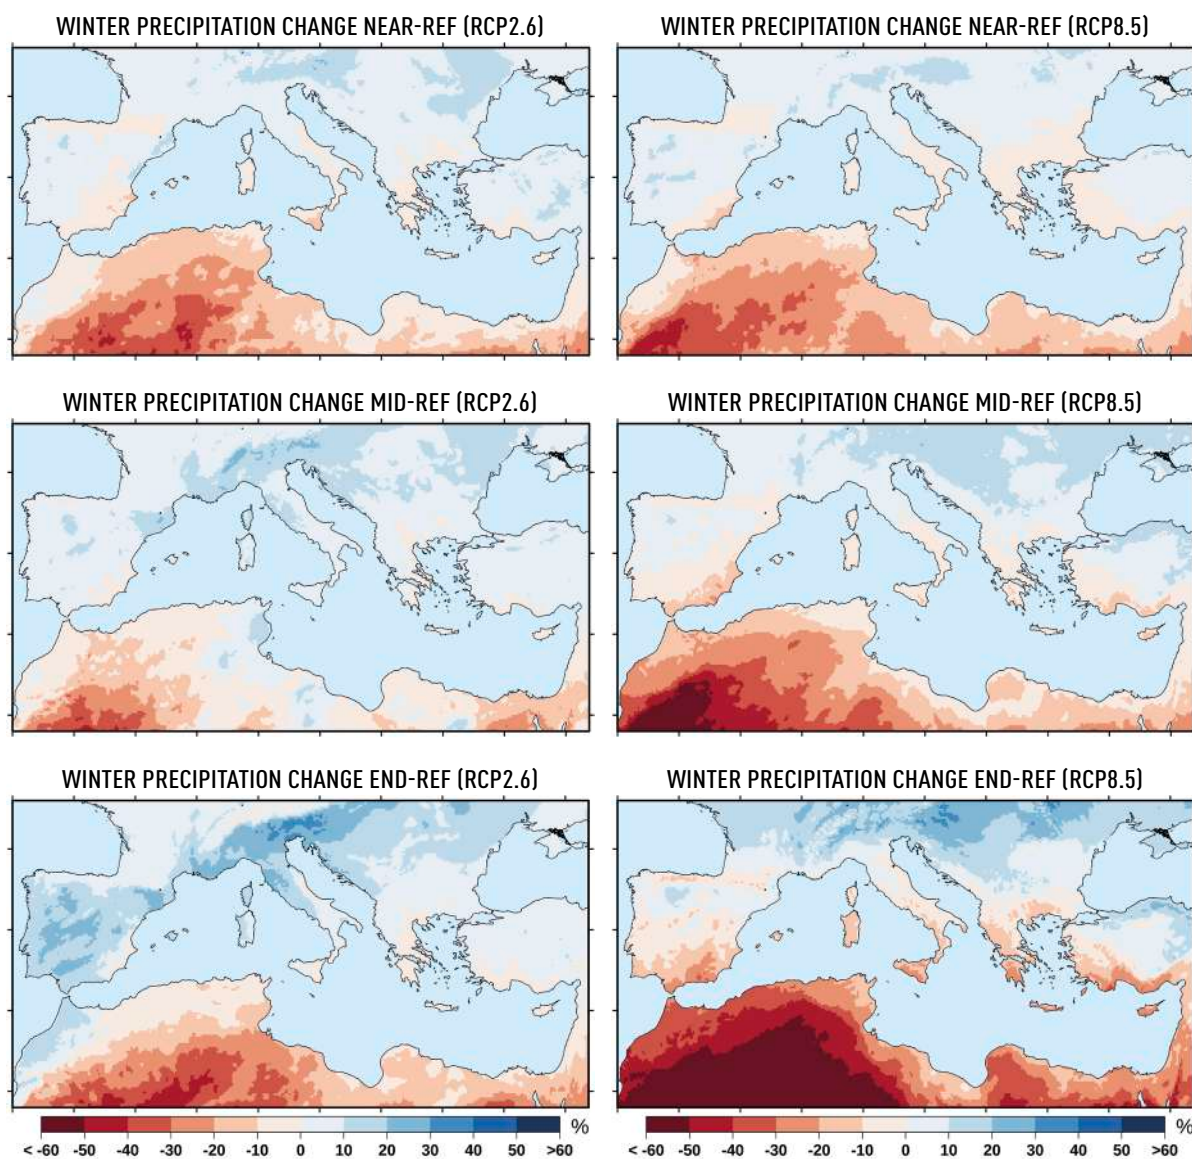 WINTER PRECIPITATION CHANGE NEAR-REF (RCP2.6)
WINTER PRECIPITATION CHANGE NEAR-REF (RCP8.5)
WINTER PRECIPITATION CHANGE MID-REF (RCP2.6)
WINTER PRECIPITATION CHANGE MID-REF (RCP8.5)
WINTER PRECIPITATION CHANGE END-REF (RCP2.6)
WINTER PRECIPITATION CHANGE END-REF (RCP8.5)
%
< -60 -50 -40 -30 -20 -10 0 10 20 30 40 50 >60
%
< -60 -50 -40 -30 -20 -10 0 10 20 30 40 50 >60